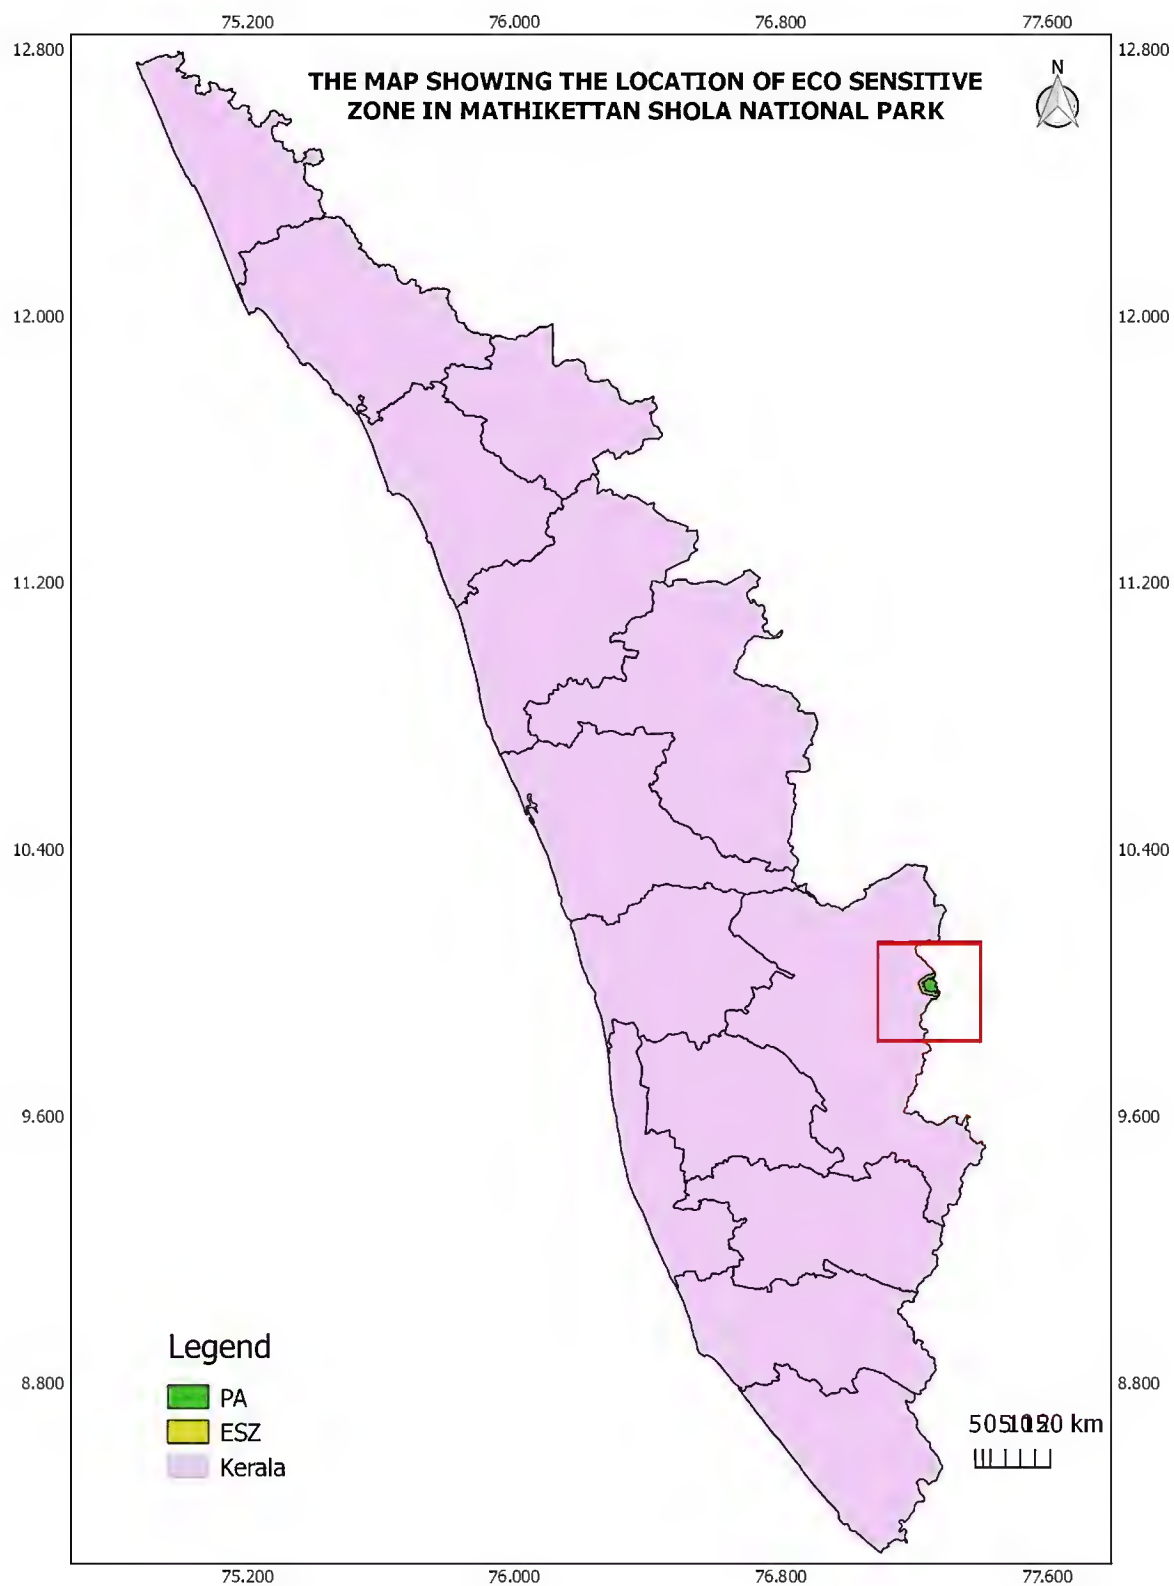 75.200 76.000 76.800 77.600
12.800 12.800
THE MAP SHOWING THE LOCATION OF ECO SENSITIVE
ZONE IN MATHIKETTAN SHOLA NATIONAL PARK
N
12.000 12.000
11.200 11.200
10.400 10.400
9.600 9.600
Legend
8.800 8.800
PA
ESZ
Kerala
km
75.200 76.000 76.800 77.600